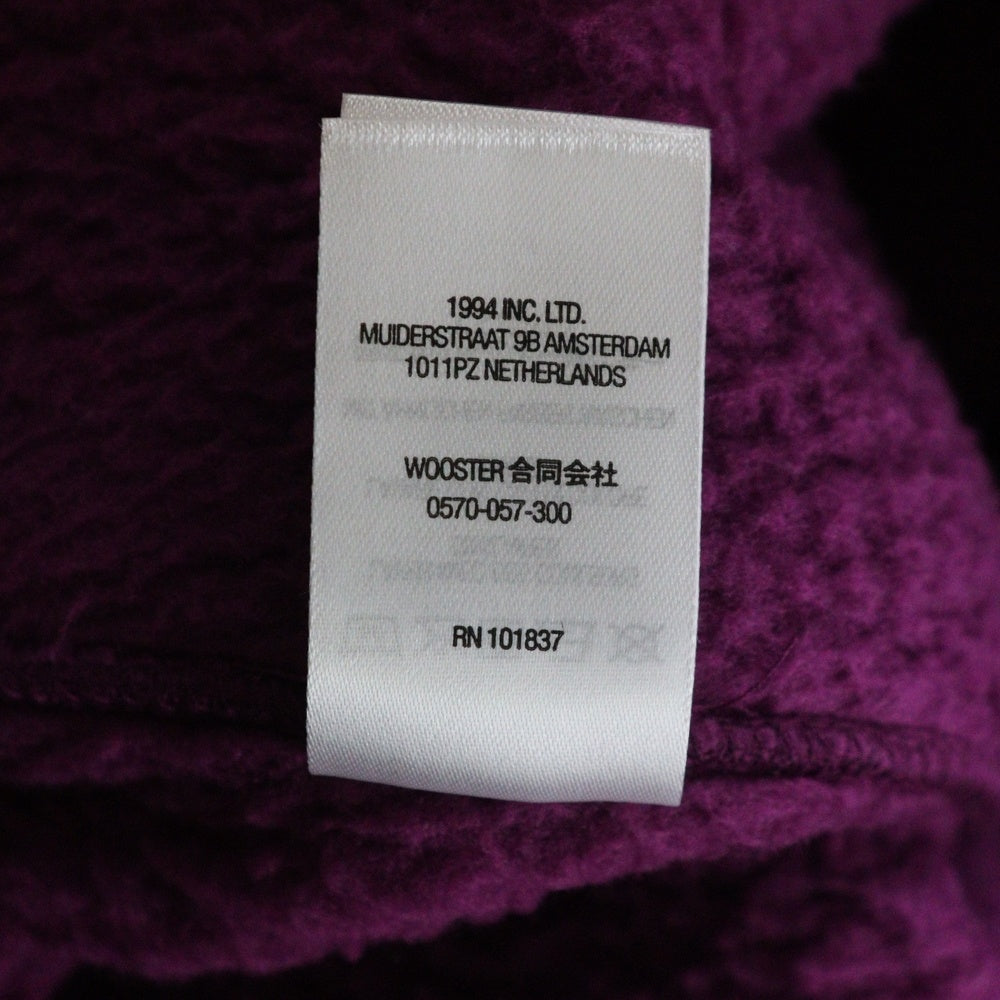 1994 INC. LTD.
MUIDERSTRAAT 9B AMSTERDAM
1011PZ NETHERLANDS
WOOSTER 合同会社
0570-057-300
RN 101837